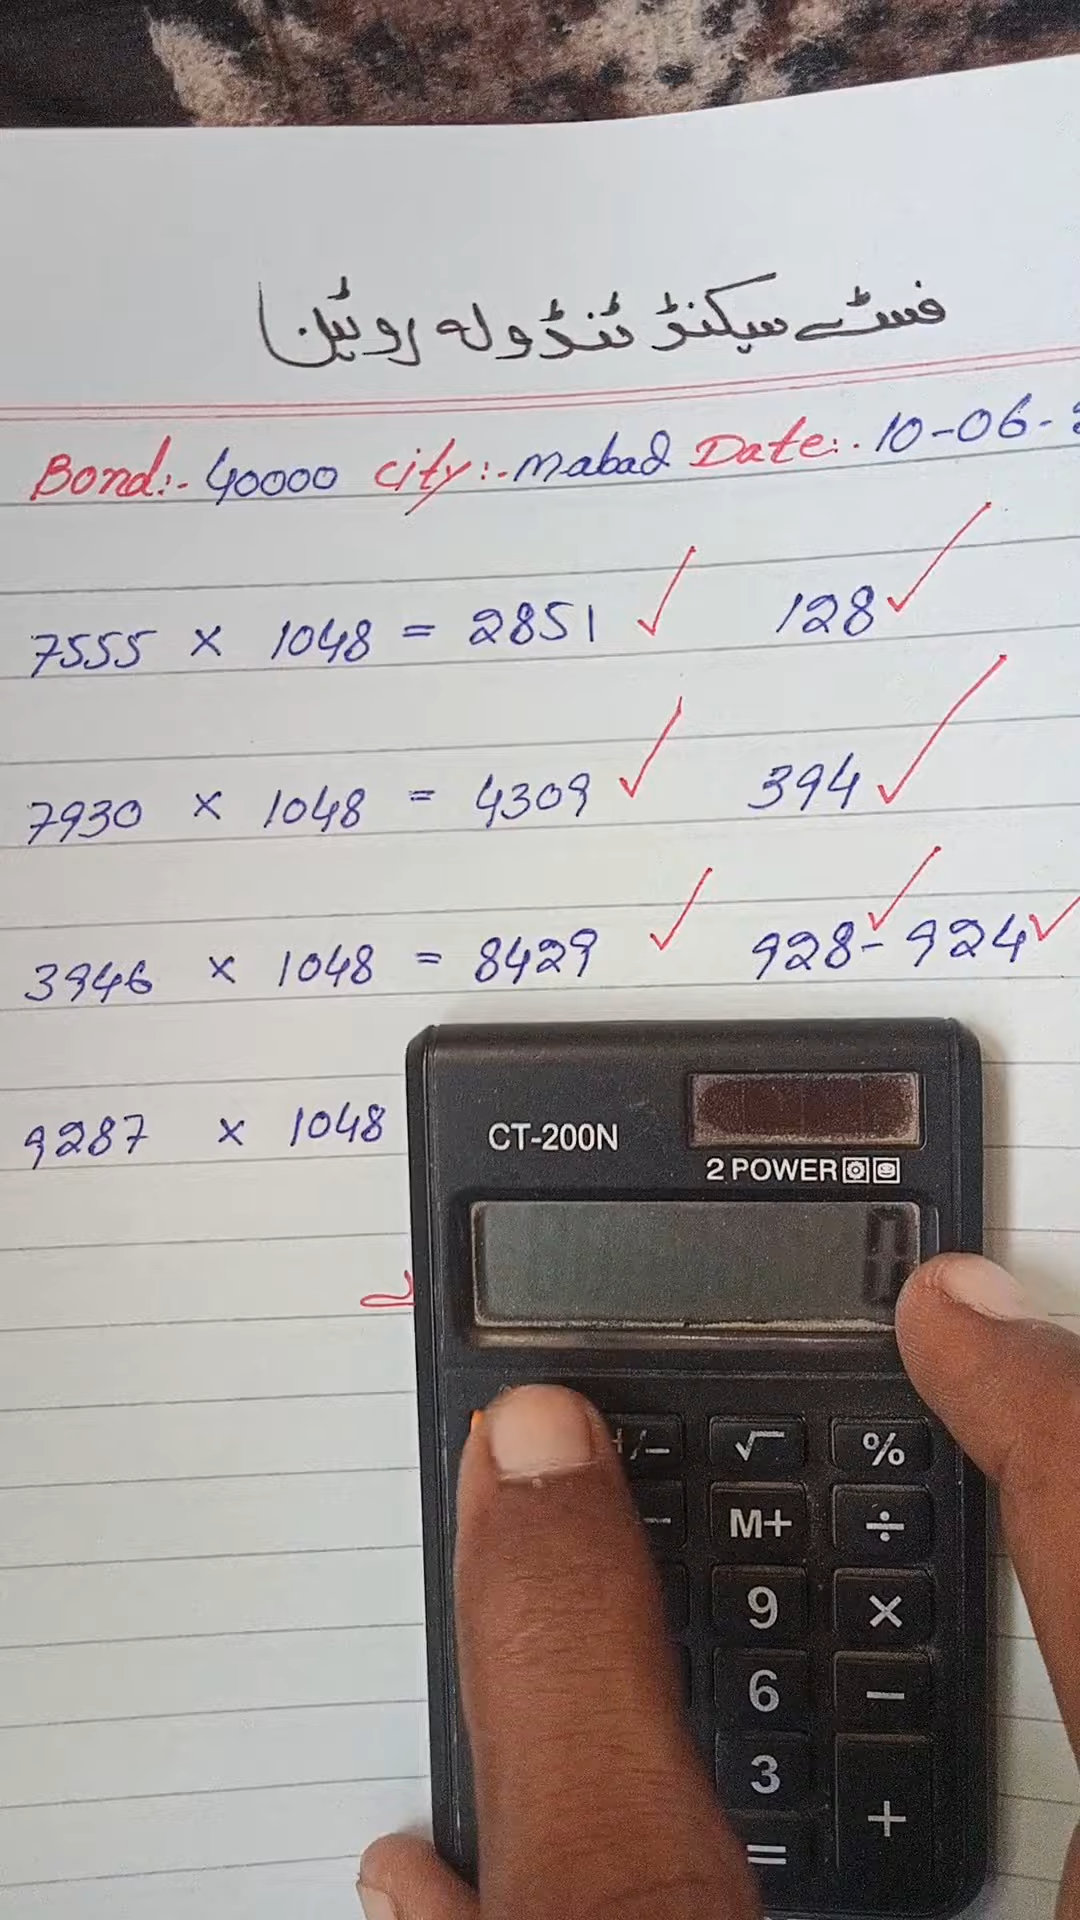 فسٹ سیکنڈ ٹنڈولہ روٹین
Bond:- 40000 City:- Mabad Date:- 10-06-
7555 × 1048 = 2851 ✓ 128 ✓
7930 × 1048 = 4309 ✓ 394 ✓
3946 × 1048 = 8429 ✓ 928 ✓ - 924 ✓
9287 × 1048
CT-200N
2 POWER
0
+/- √ %
M+ ÷
9 ×
6 −
3
= +